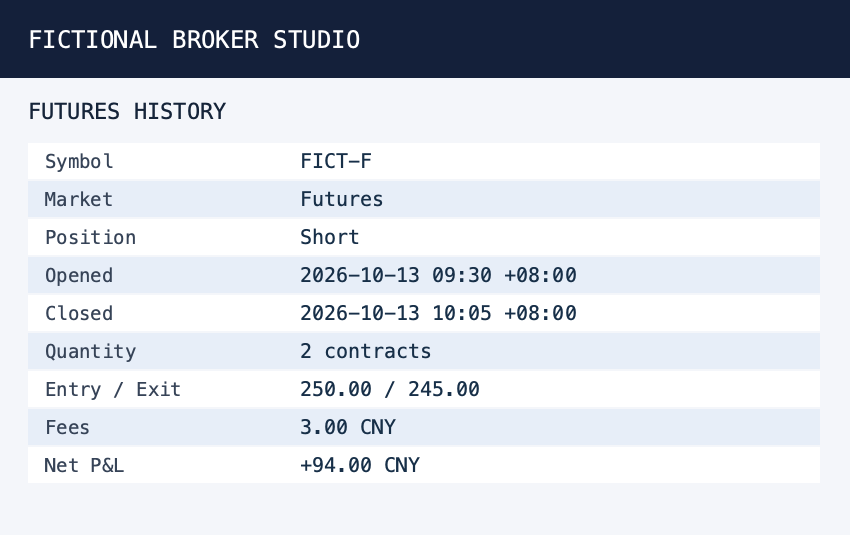 FICTIONAL BROKER STUDIO
FUTURES HISTORY
Symbol FICT-F
Market Futures
Position Short
Opened 2026-10-13 09:30 +08:00
Closed 2026-10-13 10:05 +08:00
Quantity 2 contracts
Entry / Exit 250.00 / 245.00
Fees 3.00 CNY
Net P&L +94.00 CNY